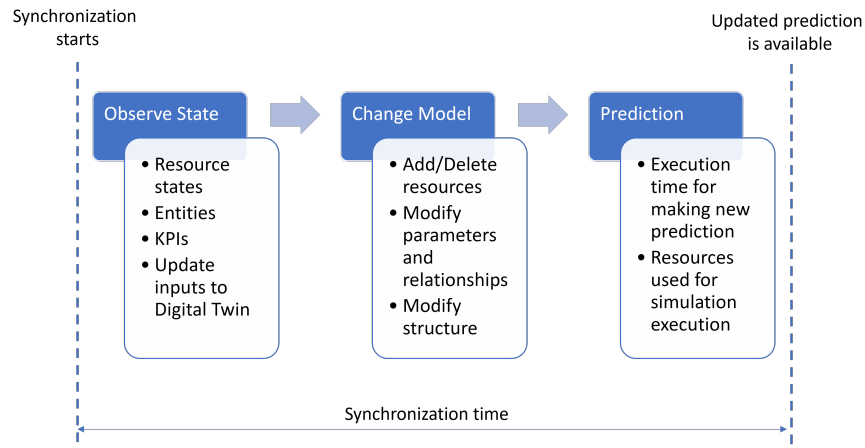 Synchronization
starts
Updated prediction
is available
Observe State
• Resource
states
• Entities
• KPIs
• Update
inputs to
Digital Twin
Change Model
• Add/Delete
resources
• Modify
parameters
and
relationships
• Modify
structure
Prediction
• Execution
time for
making new
prediction
• Resources
used for
simulation
execution
Synchronization time